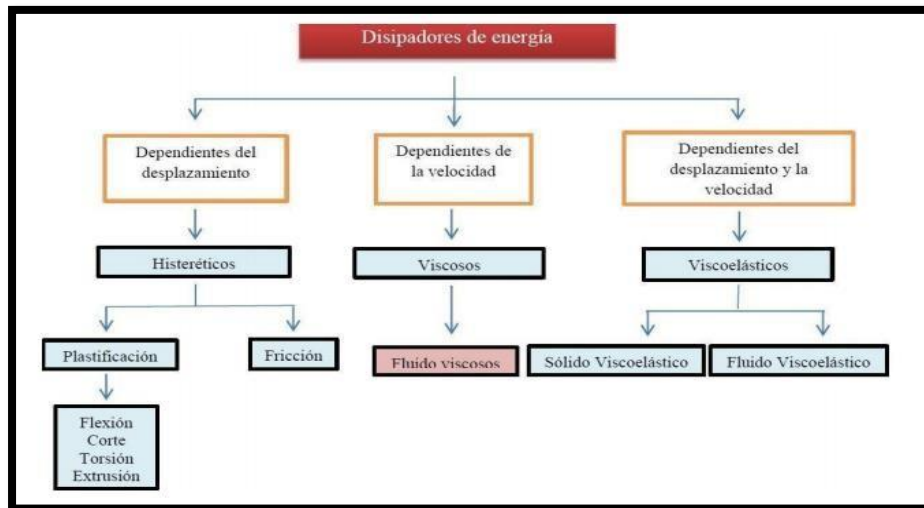 Disipadores de energía
Dependientes del
desplazamiento
Dependientes de
la velocidad
Dependientes del
desplazamiento y la
velocidad
Histeréticos
Viscosos
Viscoelásticos
Plastificación
Fricción
Fluido viscosos
Sólido Viscoelástico
Fluido Viscoelástico
Flexión
Corte
Torsión
Extrusión